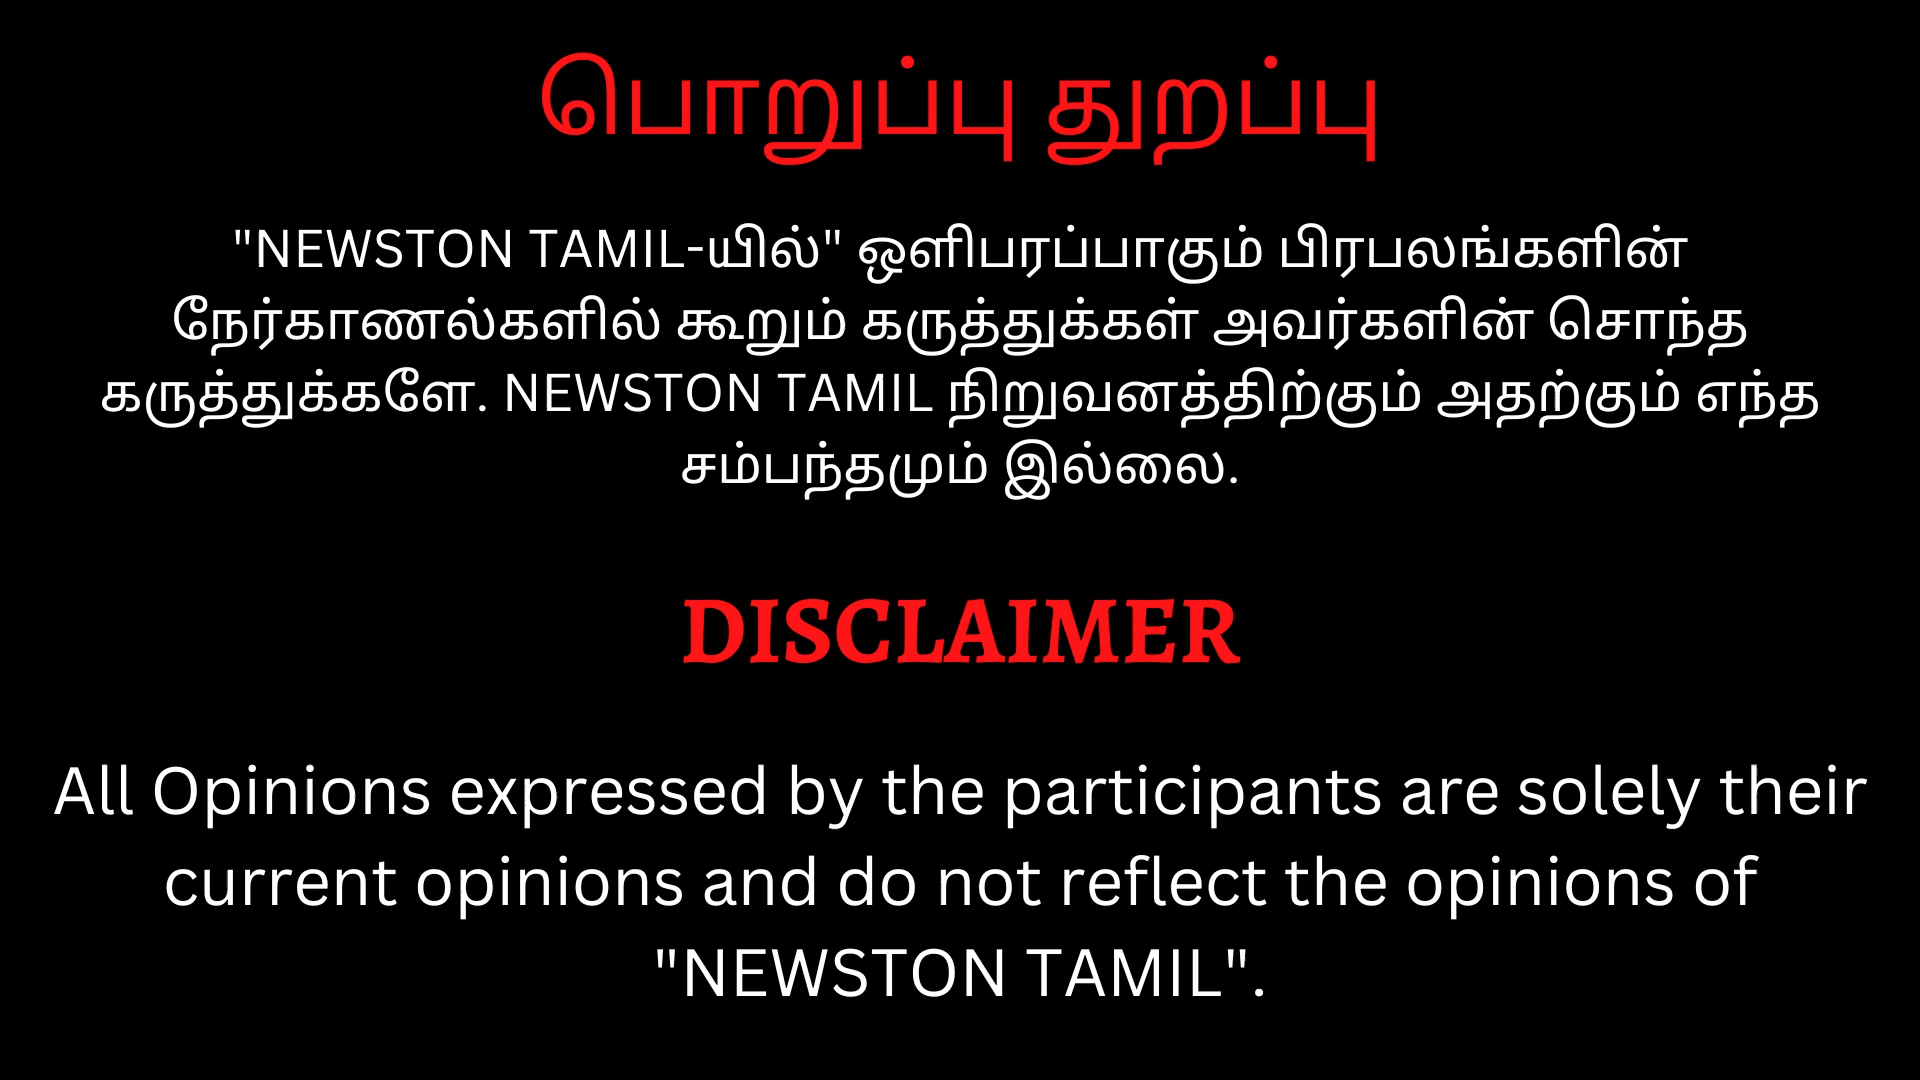 பொறுப்பு துறப்பு
"NEWSTON TAMIL-யில்" ஒளிபரப்பாகும் பிரபலங்களின்
நேர்காணல்களில் கூறும் கருத்துக்கள் அவர்களின் சொந்த
கருத்துக்களே. NEWSTON TAMIL நிறுவனத்திற்கும் அதற்கும் எந்த
சம்பந்தமும் இல்லை.
DISCLAIMER
All Opinions expressed by the participants are solely their
current opinions and do not reflect the opinions of
"NEWSTON TAMIL".